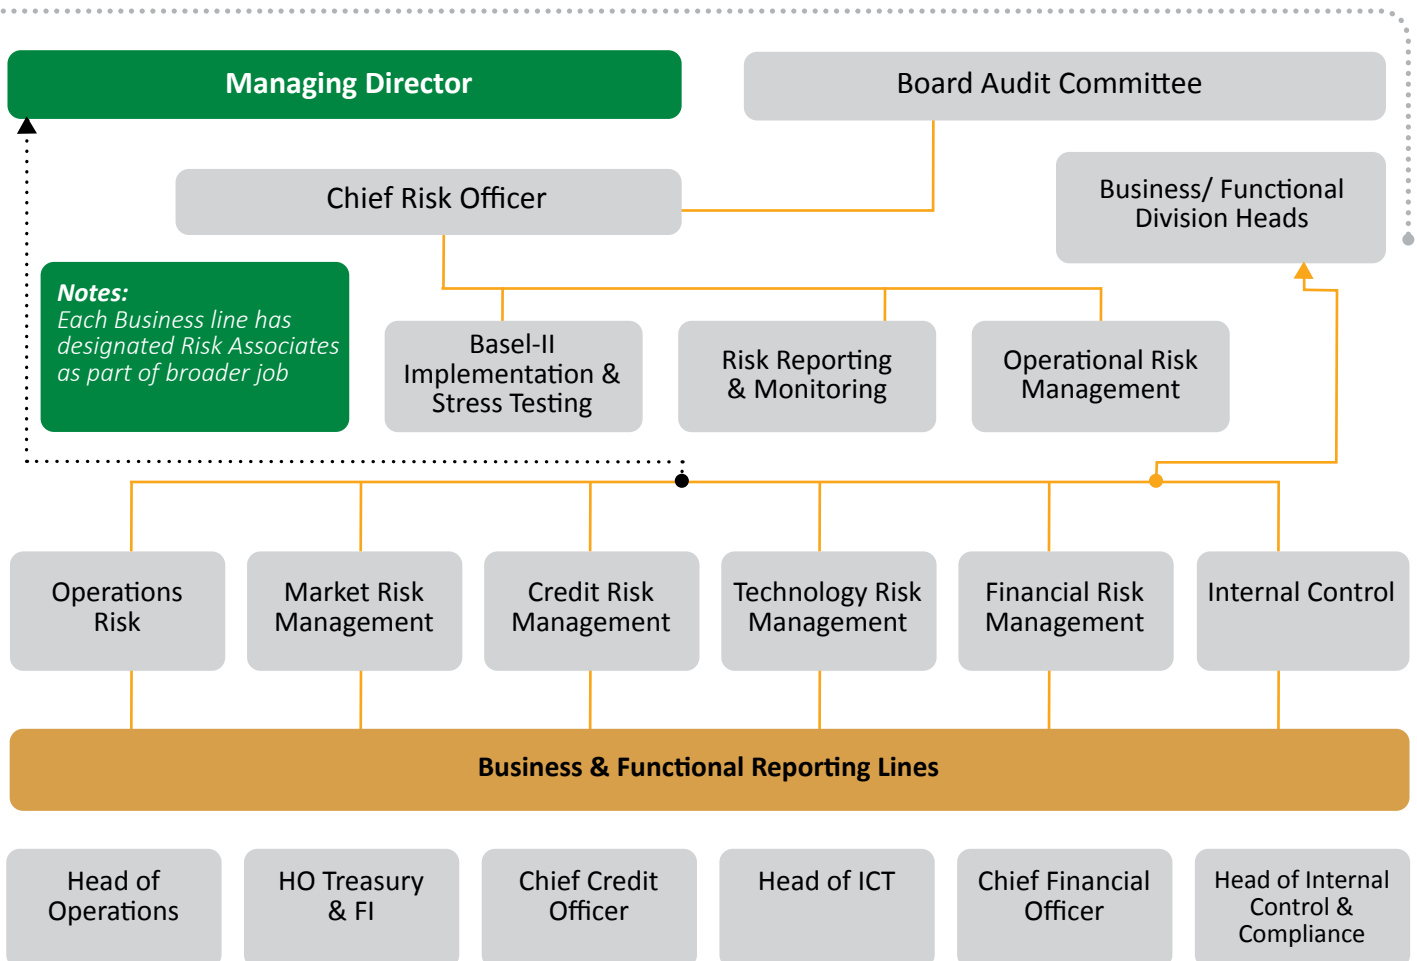 Managing Director
Board Audit Committee
Chief Risk Officer
Business/ Functional
Division Heads
Notes:
Each Business line has
designated Risk Associates
as part of broader job
Basel-II
Implementation &
Stress Testing
Risk Reporting
& Monitoring
Operational Risk
Management
Operations
Risk
Market Risk
Management
Credit Risk
Management
Technology Risk
Management
Financial Risk
Management
Internal Control
Business & Functional Reporting Lines
Head of
Operations
HO Treasury
& FI
Chief Credit
Officer
Head of ICT
Chief Financial
Officer
Head of Internal
Control &
Compliance